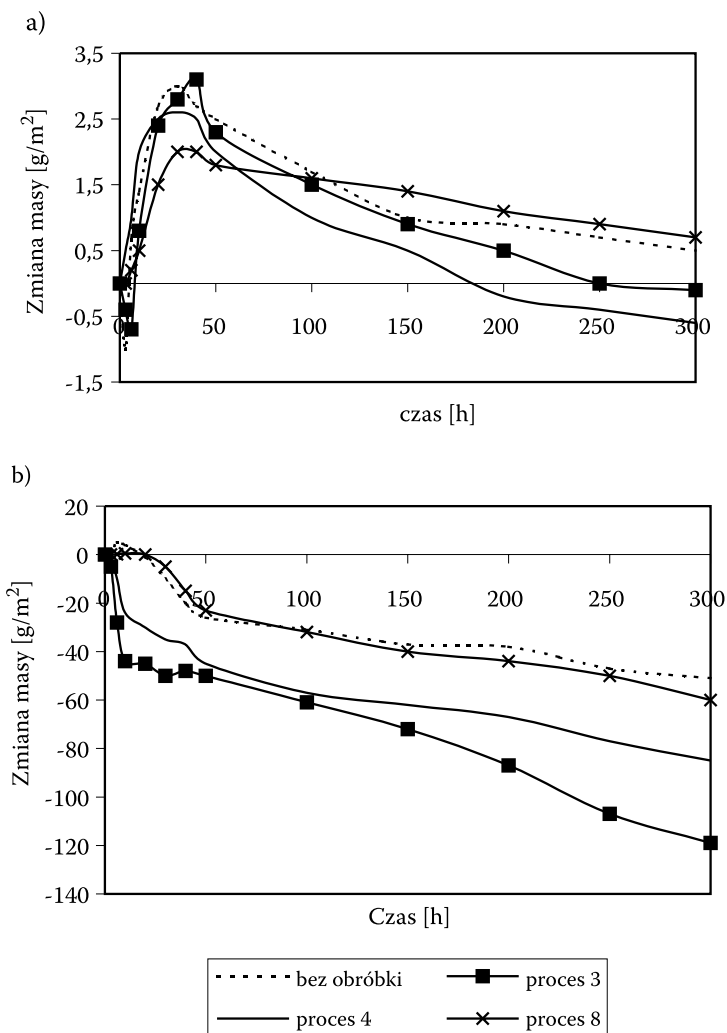 a)
3,5
2,5
1,5
0,5
-0,5
-1,5
Zmiana masy [g/m²]
0 50 100 150 200 250 300
czas [h]
b)
20
0
-20
-40
-60
-80
-100
-120
-140
Zmiana masy [g/m²]
0 50 100 150 200 250 300
Czas [h]
bez obróbki proces 3
proces 4 proces 8